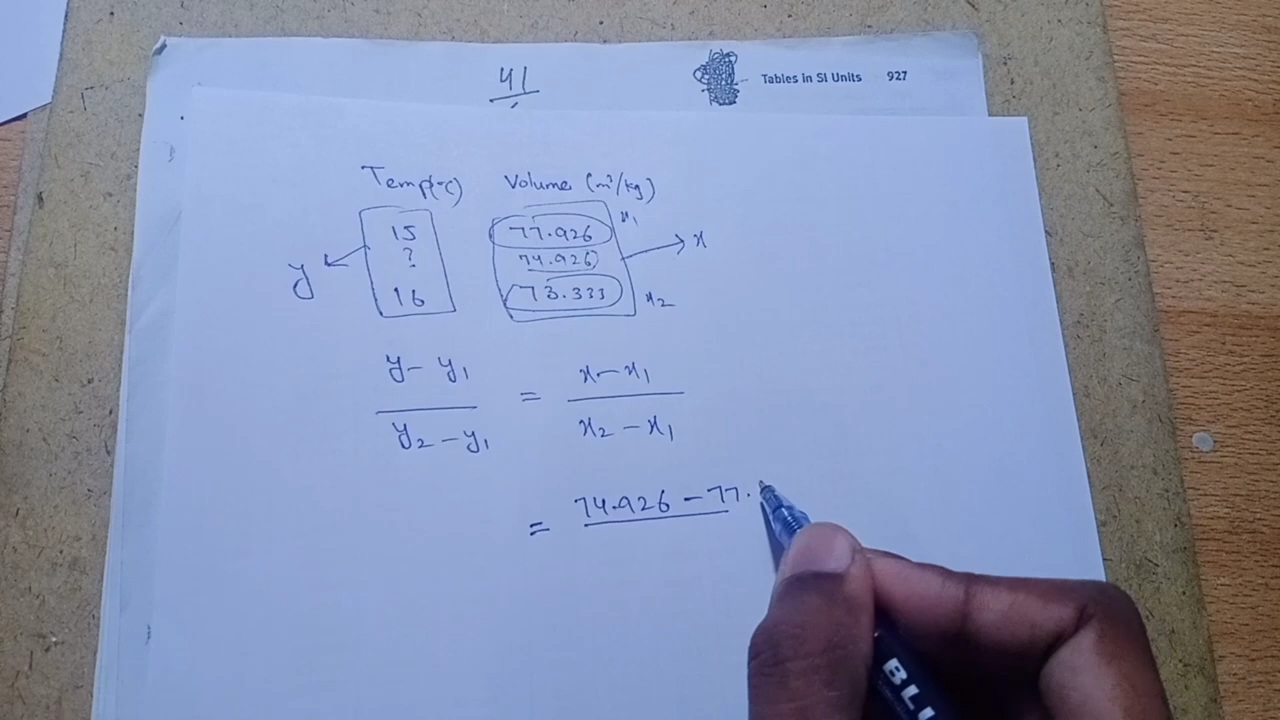 41
Tables in SI Units 927
Temp(°C) Volume (m³/kg)
15 77.926 x₁
? 74.926
y x
16 73.333 x₂
y - y₁ = x - x₁
y₂ - y₁ x₂ - x₁
= 74.926 - 77.
BLU